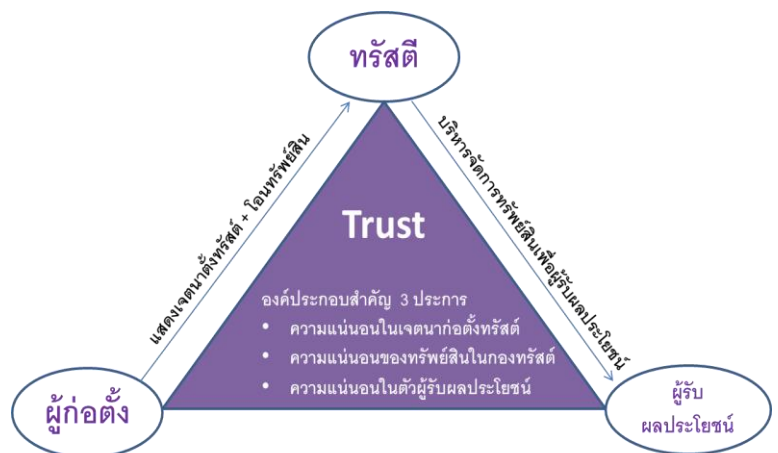 ทรัสตี
แสดงเจตนาตั้งทรัสต์ + โอนทรัพย์สิน
บริหารจัดการทรัพย์สินเพื่อผู้รับผลประโยชน์
Trust
องค์ประกอบสำคัญ 3 ประการ
• ความแน่นอนในเจตนาก่อตั้งทรัสต์
• ความแน่นอนของทรัพย์สินในกองทรัสต์
• ความแน่นอนในตัวผู้รับผลประโยชน์
ผู้ก่อตั้ง
ผู้รับ
ผลประโยชน์